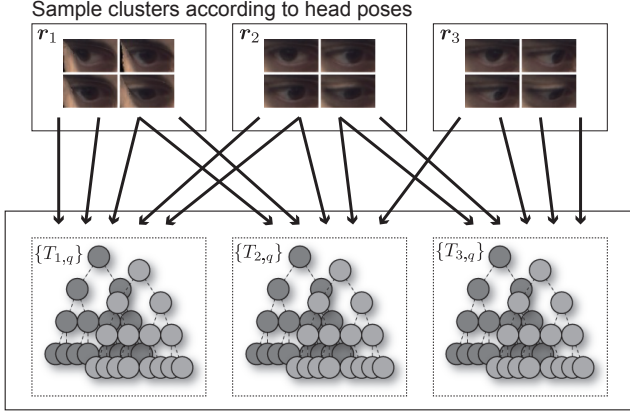 Sample clusters according to head poses
r₁ r₂ r₃
{T₁,q} {T₂,q} {T₃,q}